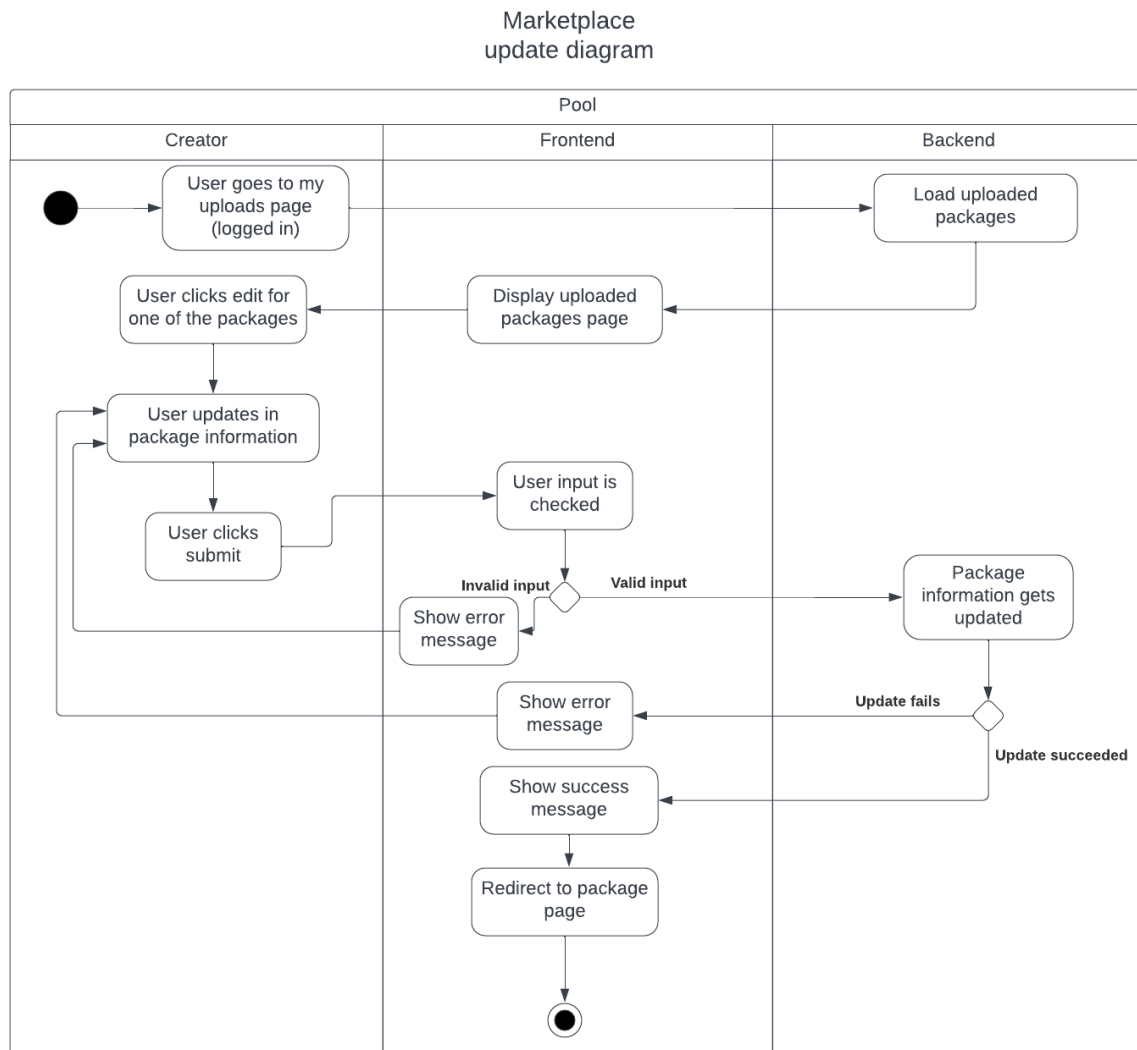 Marketplace
update diagram
Pool
Creator
Frontend
Backend
User goes to my
uploads page
(logged in)
Load uploaded
packages
User clicks edit for
one of the packages
Display uploaded
packages page
User updates in
package information
User input is
checked
User clicks
submit
Invalid input
Valid input
Package
information gets
updated
Show error
message
Show error
message
Update fails
Update succeeded
Show success
message
Redirect to package
page